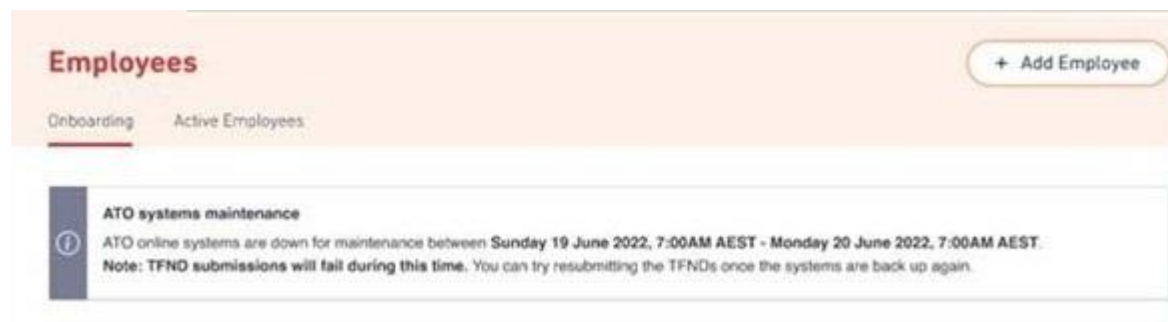 Employees
+ Add Employee
Onboarding Active Employees
ATO systems maintenance
ATO online systems are down for maintenance between Sunday 19 June 2022, 7:00AM AEST - Monday 20 June 2022, 7:00AM AEST.
Note: TFND submissions will fail during this time. You can try resubmitting the TFNDs once the systems are back up again.